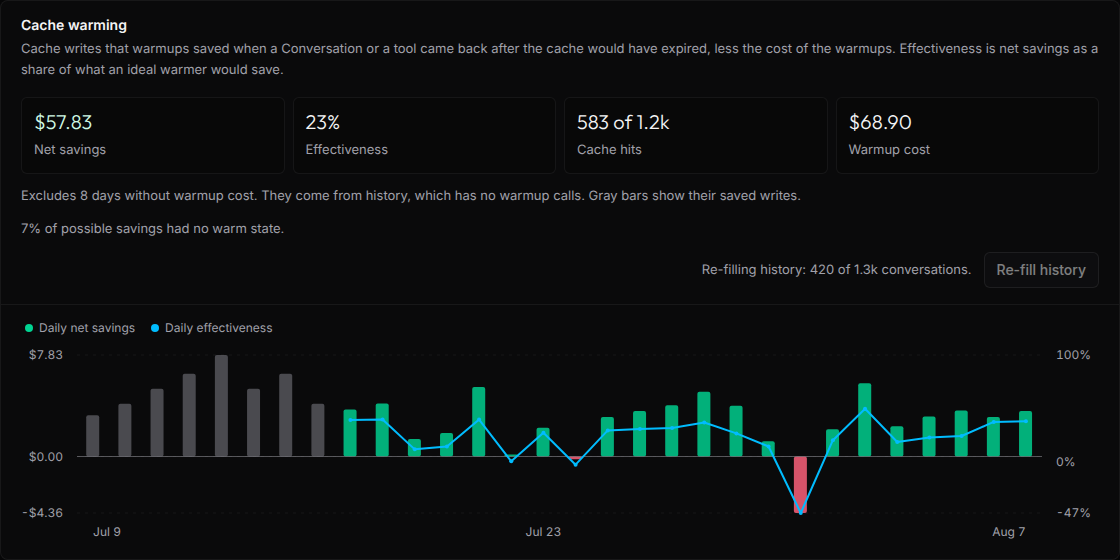 Cache warming
Cache writes that warmups saved when a Conversation or a tool came back after the cache would have expired, less the cost of the warmups. Effectiveness is net savings as a
share of what an ideal warmer would save.
$57.83
Net savings
23%
Effectiveness
583 of 1.2k
Cache hits
$68.90
Warmup cost
Excludes 8 days without warmup cost. They come from history, which has no warmup calls. Gray bars show their saved writes.
7% of possible savings had no warm state.
Re-filling history: 420 of 1.3k conversations.
Re-fill history
Daily net savings
Daily effectiveness
$7.83
100%
$0.00
0%
-$4.36
-47%
Jul 9
Jul 23
Aug 7